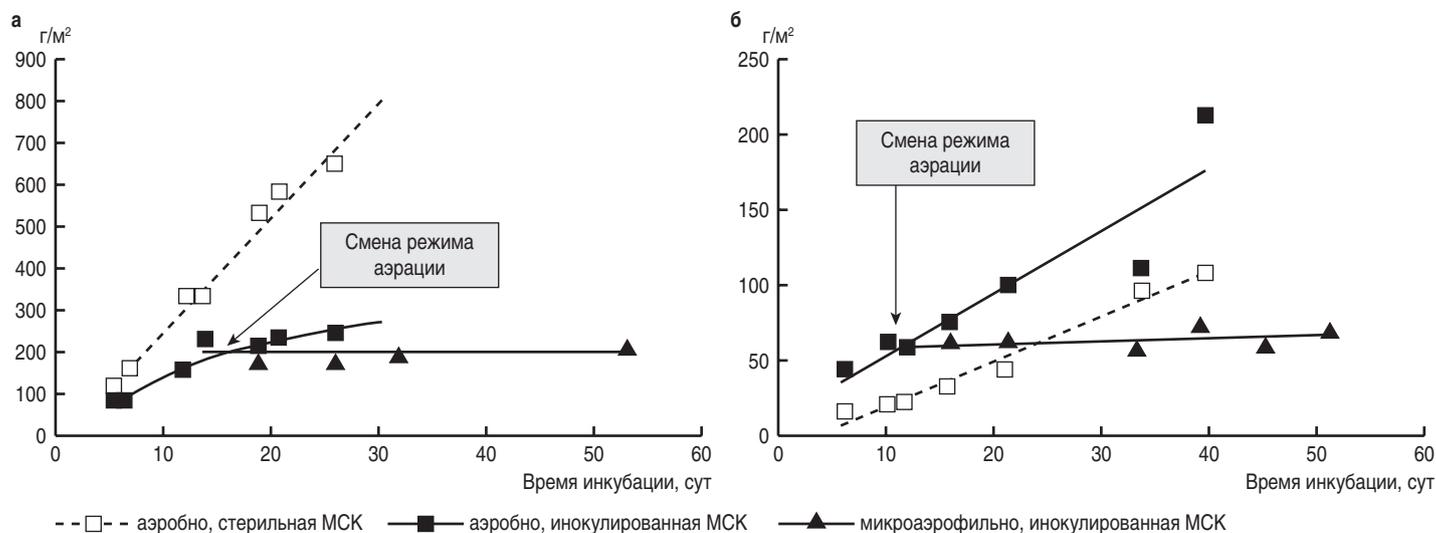 а
г/м²
900
800
700
600
500
400
300
200
100
0
Смена режима
аэрации
0 10 20 30 40 50 60
Время инкубации, сут
б
г/м²
250
200
150
100
50
0
Смена режима
аэрации
0 10 20 30 40 50 60
Время инкубации, сут
аэробно, стерильная МСК аэробно, инокулированная МСК микроаэрофильно, инокулированная МСК